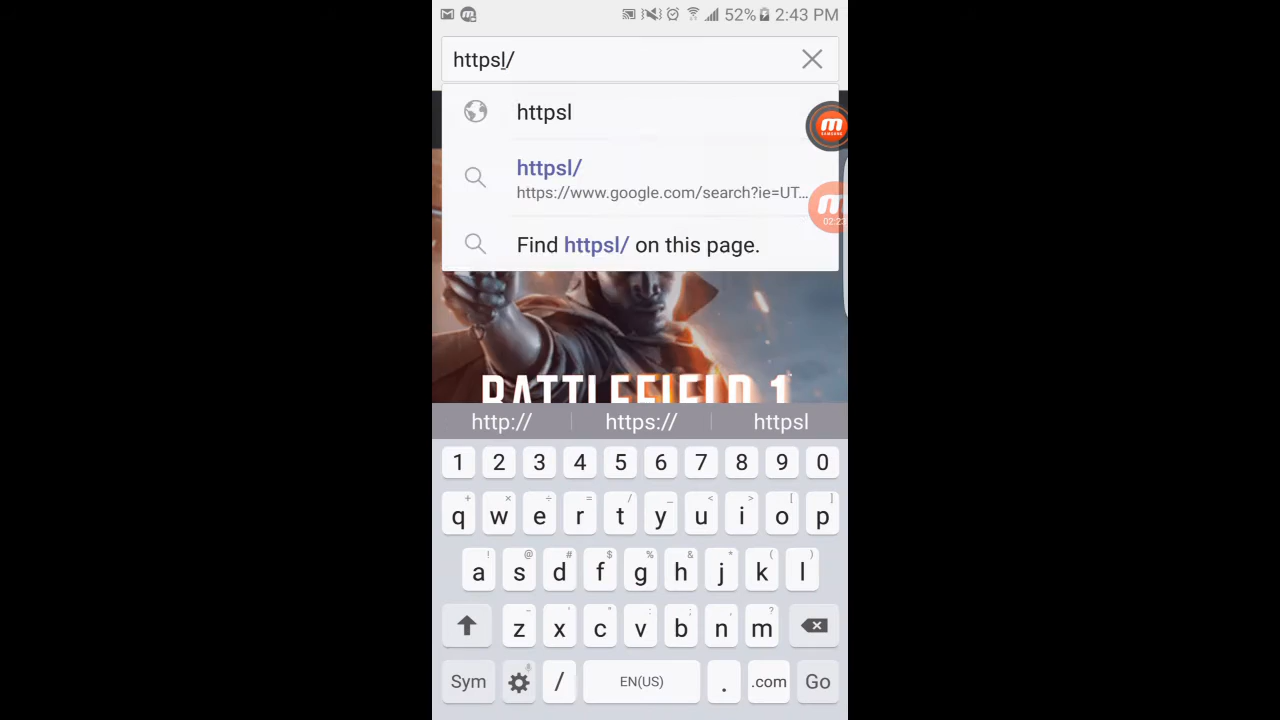 52% 2:43 PM
httpsl/
httpsl
httpsl/
https://www.google.com/search?ie=UT...
Find httpsl/ on this page.
SAMSUNG
BATTLEFIELD 1
http:// https:// httpsl
1 2 3 4 5 6 7 8 9 0
+ × ÷ = / _ < > [ ]
q w e r t y u i o p
! @ # $ % & * ( )
a s d f g h j k l
- ' " : ; , ?
z x c v b n m
Sym / EN(US) . .com Go